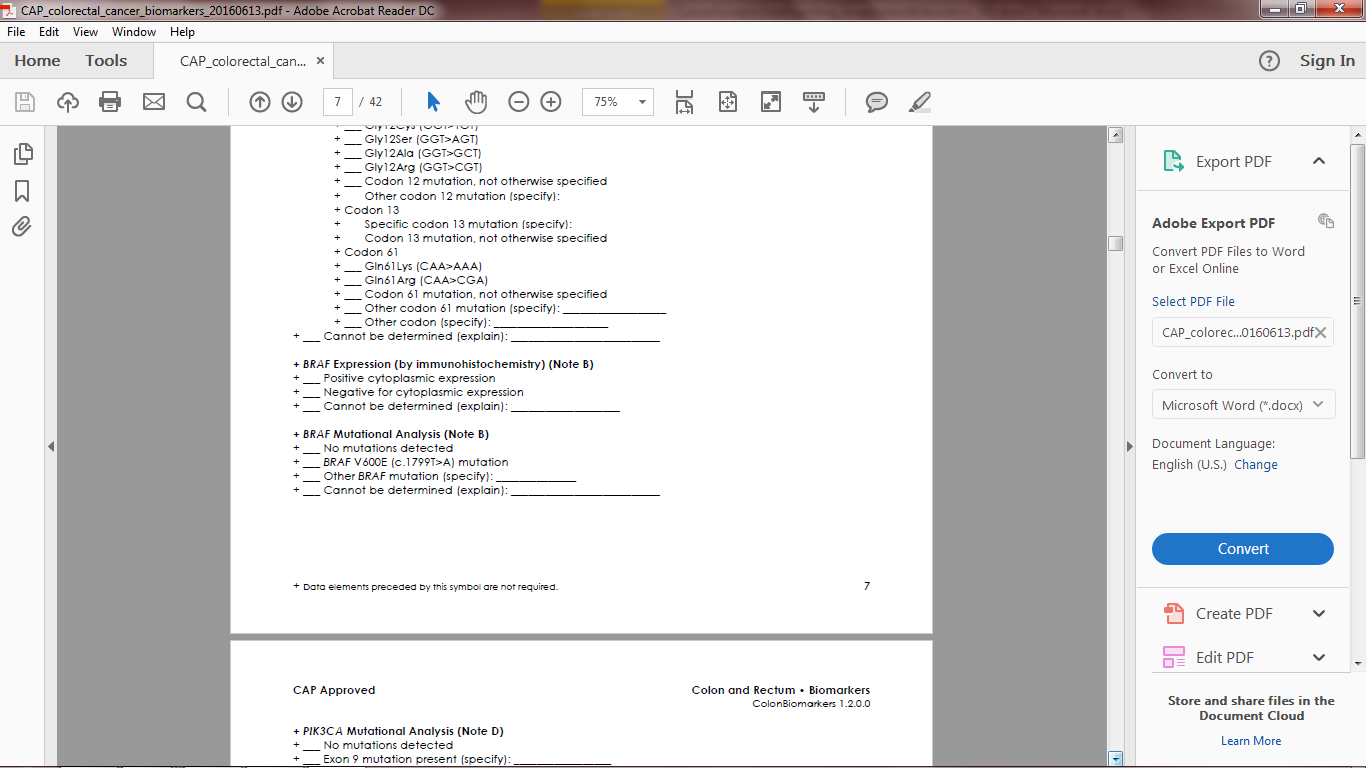 CAP_colorectal_cancer_biomarkers_20160613.pdf - Adobe Acrobat Reader DC
File Edit View Window Help
Home Tools CAP_colorectal_can... × Sign In
7 / 42 75%
+ ___ Gly12Cys (GGT>TGT)
+ ___ Gly12Ser (GGT>AGT)
+ ___ Gly12Ala (GGT>GCT)
+ ___ Gly12Arg (GGT>CGT)
+ ___ Codon 12 mutation, not otherwise specified
+ Other codon 12 mutation (specify):
+ Codon 13
+ Specific codon 13 mutation (specify):
+ Codon 13 mutation, not otherwise specified
+ Codon 61
+ ___ Gln61Lys (CAA>AAA)
+ ___ Gln61Arg (CAA>CGA)
+ ___ Codon 61 mutation, not otherwise specified
+ ___ Other codon 61 mutation (specify): __________________
+ ___ Other codon (specify): ____________________
+ ___ Cannot be determined (explain): __________________________
+ BRAF Expression (by immunohistochemistry) (Note B)
+ ___ Positive cytoplasmic expression
+ ___ Negative for cytoplasmic expression
+ ___ Cannot be determined (explain): ___________________
+ BRAF Mutational Analysis (Note B)
+ ___ No mutations detected
+ ___ BRAF V600E (c.1799T>A) mutation
+ ___ Other BRAF mutation (specify): ______________
+ ___ Cannot be determined (explain): __________________________
+ Data elements preceded by this symbol are not required. 7
CAP Approved Colon and Rectum • Biomarkers
ColonBiomarkers 1.2.0.0
+ PIK3CA Mutational Analysis (Note D)
+ ___ No mutations detected
+ ___ Exon 9 mutation present (specify): _________________
Export PDF
Adobe Export PDF
Convert PDF Files to Word
or Excel Online
Select PDF File
CAP_colorec...0160613.pdf
Convert to
Microsoft Word (*.docx)
Document Language:
English (U.S.) Change
Convert
Create PDF
Edit PDF
Store and share files in the
Document Cloud
Learn More